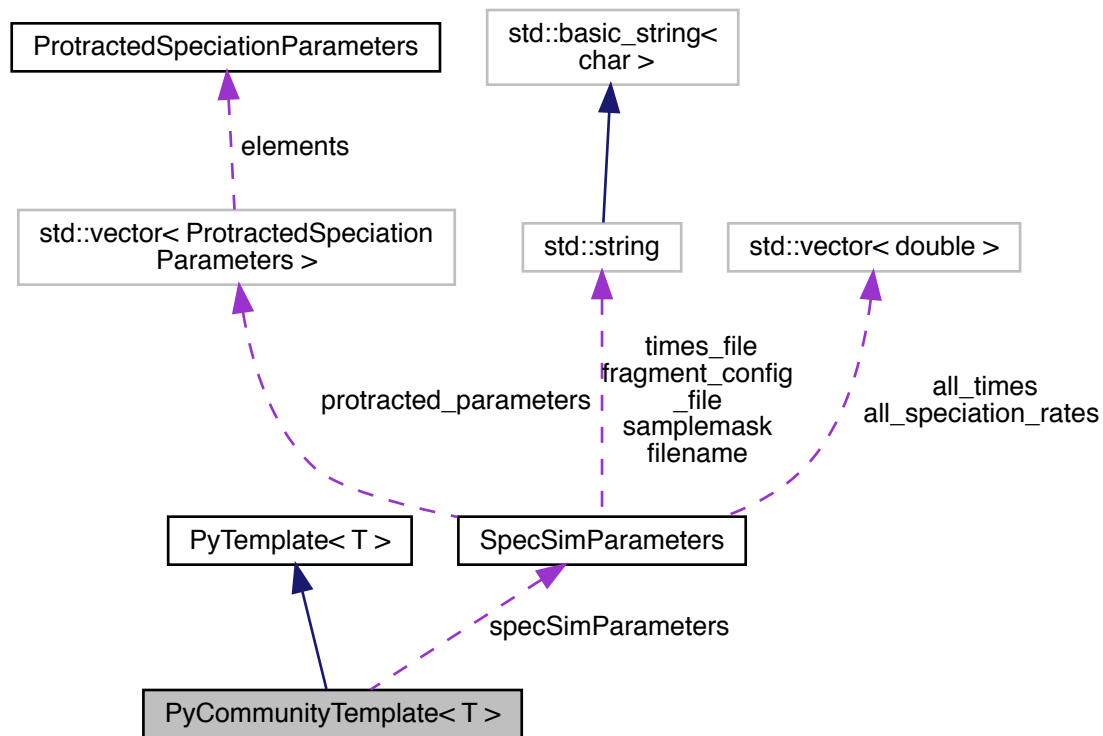 ProtractedSpeciationParameters
std::basic_string<
char >
elements
std::vector< ProtractedSpeciation
Parameters >
std::string
std::vector< double >
protracted_parameters
times_file
fragment_config
_file
samplemask
filename
all_times
all_speciation_rates
PyTemplate< T >
SpecSimParameters
specSimParameters
PyCommunityTemplate< T >